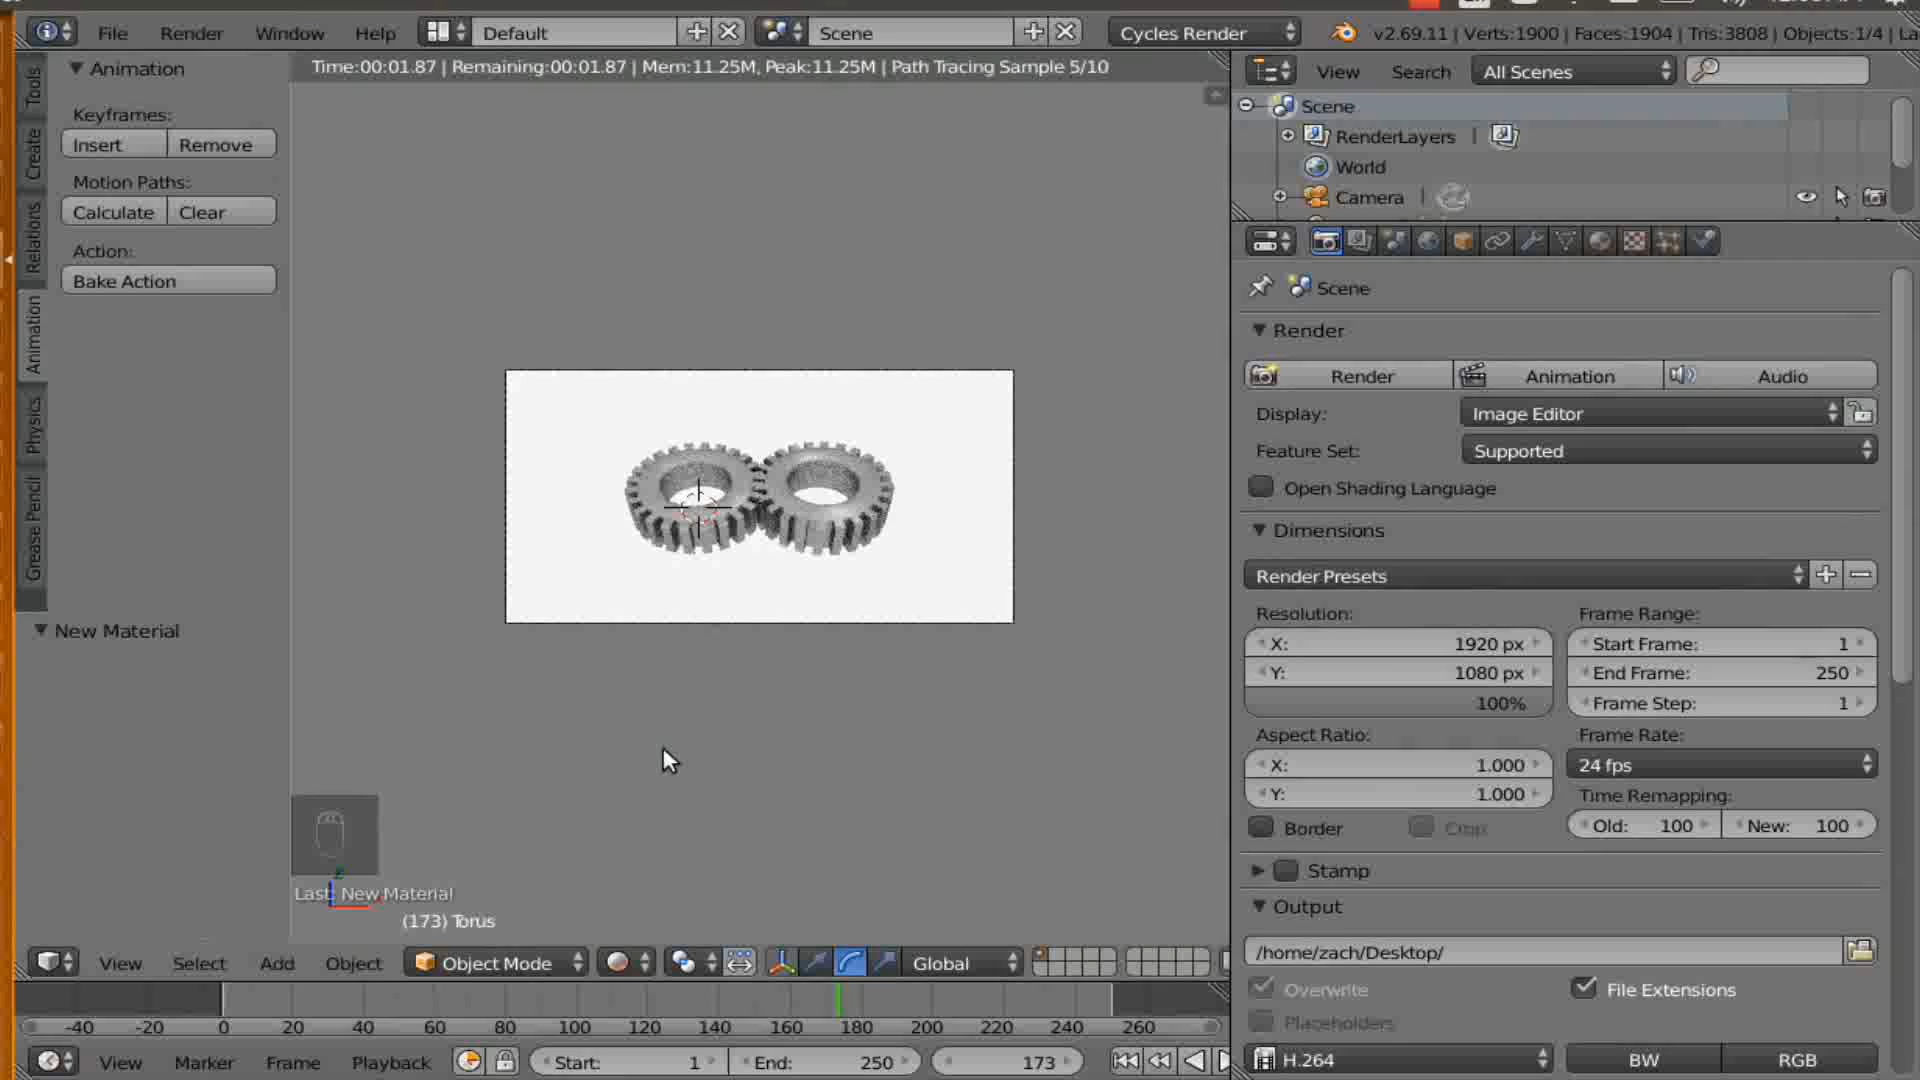 File Render Window Help Default Scene Cycles Render v2.69.11 | Verts:1900 | Faces:1904 | Tris:3808 | Objects:1/4 | La
Time:00:01.87 | Remaining:00:01.87 | Mem:11.25M, Peak:11.25M | Path Tracing Sample 5/10
Tools
Create
Relations
Animation
Physics
Grease Pencil
Animation
Keyframes:
Insert Remove
Motion Paths:
Calculate Clear
Action:
Bake Action
New Material
Last: New Material
(173) Torus
View Select Add Object Object Mode Global
-40 -20 0 20 40 60 80 100 120 140 160 180 200 220 240 260
View Marker Frame Playback Start: 1 End: 250 173
View Search All Scenes
Scene
RenderLayers |
World
Camera |
Scene
Render
Render Animation Audio
Display: Image Editor
Feature Set: Supported
Open Shading Language
Dimensions
Render Presets
Resolution: Frame Range:
X: 1920 px Start Frame: 1
Y: 1080 px End Frame: 250
100% Frame Step: 1
Aspect Ratio: Frame Rate:
X: 1.000 24 fps
Y: 1.000 Time Remapping:
Border Crop Old: 100 New: 100
Stamp
Output
/home/zach/Desktop/
Overwrite File Extensions
Placeholders
H.264 BW RGB